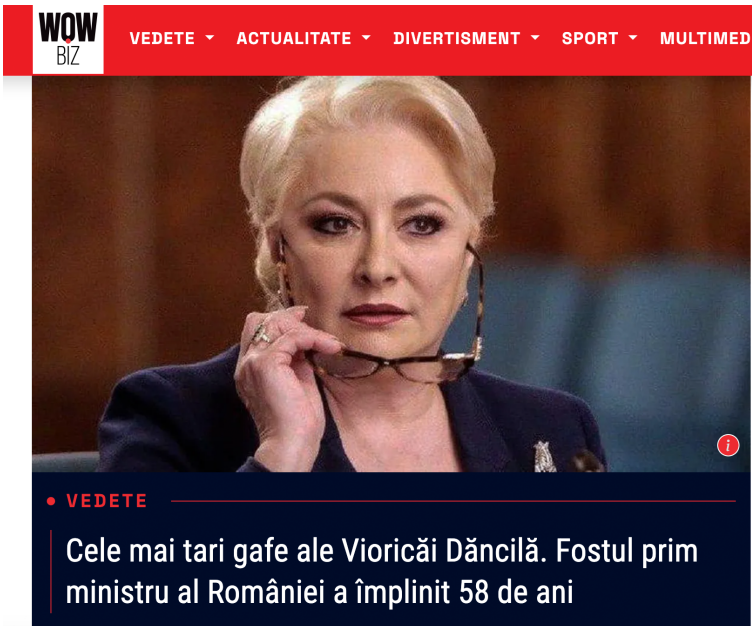 WOW
BIZ
VEDETE ACTUALITATE DIVERTISMENT SPORT MULTIMED
i
VEDETE
Cele mai tari gafe ale Vioricăi Dăncilă. Fostul prim
ministru al României a împlinit 58 de ani